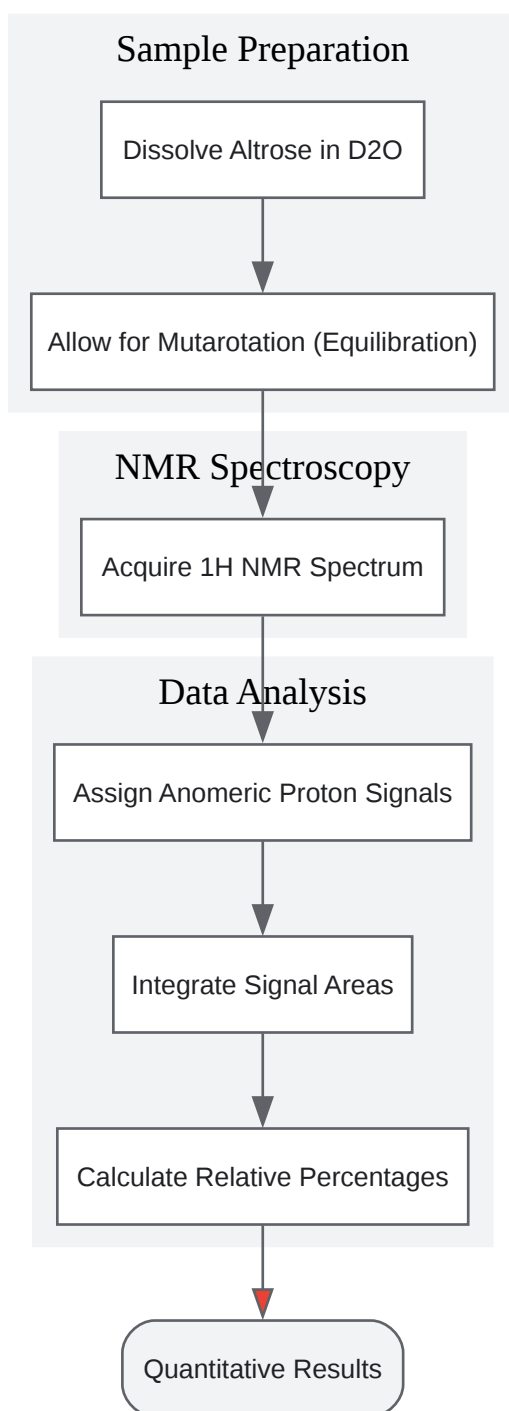 Sample Preparation
Dissolve Altrose in D2O
Allow for Mutarotation (Equilibration)
NMR Spectroscopy
Acquire 1H NMR Spectrum
Data Analysis
Assign Anomeric Proton Signals
Integrate Signal Areas
Calculate Relative Percentages
Quantitative Results